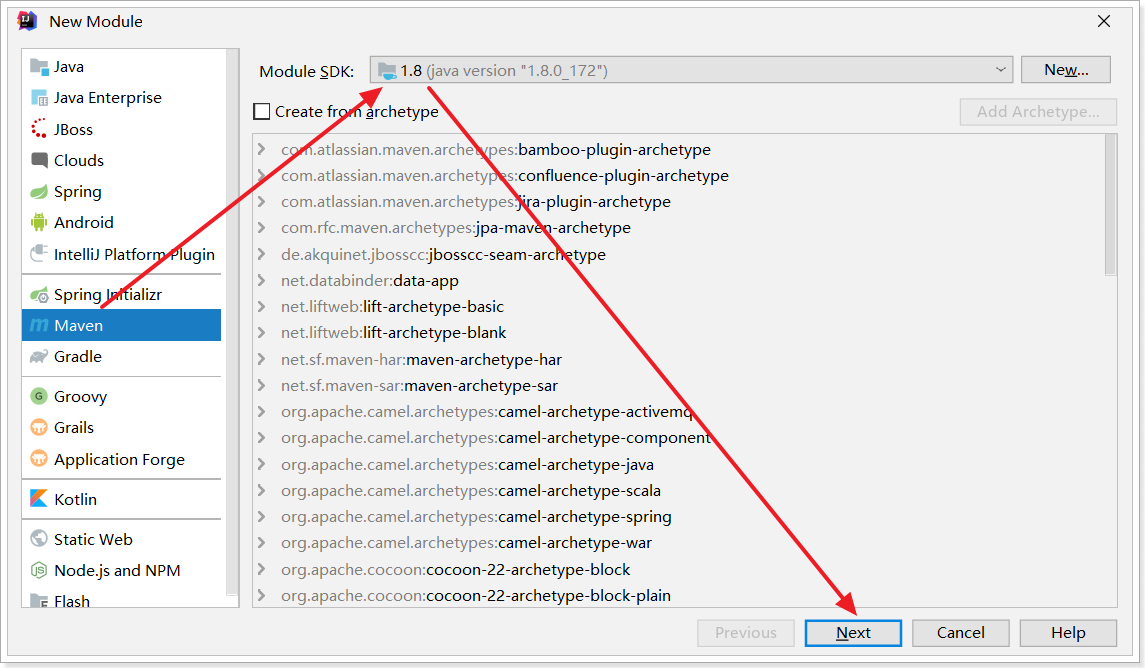 New Module
Java
Java Enterprise
JBoss
Clouds
Spring
Android
IntelliJ Platform Plugin
Spring Initializr
Maven
Gradle
Groovy
Grails
Application Forge
Kotlin
Static Web
Node.js and NPM
Flash
Module SDK: 1.8 (java version "1.8.0_172") New...
Create from archetype Add Archetype...
com.atlassian.maven.archetypes:bamboo-plugin-archetype
com.atlassian.maven.archetypes:confluence-plugin-archetype
com.atlassian.maven.archetypes:jira-plugin-archetype
com.rfc.maven.archetypes:jpa-maven-archetype
de.akquinet.jbosscc:jbosscc-seam-archetype
net.databinder:data-app
net.liftweb:lift-archetype-basic
net.liftweb:lift-archetype-blank
net.sf.maven-har:maven-archetype-har
net.sf.maven-sar:maven-archetype-sar
org.apache.camel.archetypes:camel-archetype-activemq
org.apache.camel.archetypes:camel-archetype-component
org.apache.camel.archetypes:camel-archetype-java
org.apache.camel.archetypes:camel-archetype-scala
org.apache.camel.archetypes:camel-archetype-spring
org.apache.camel.archetypes:camel-archetype-war
org.apache.cocoon:cocoon-22-archetype-block
org.apache.cocoon:cocoon-22-archetype-block-plain
Previous Next Cancel Help